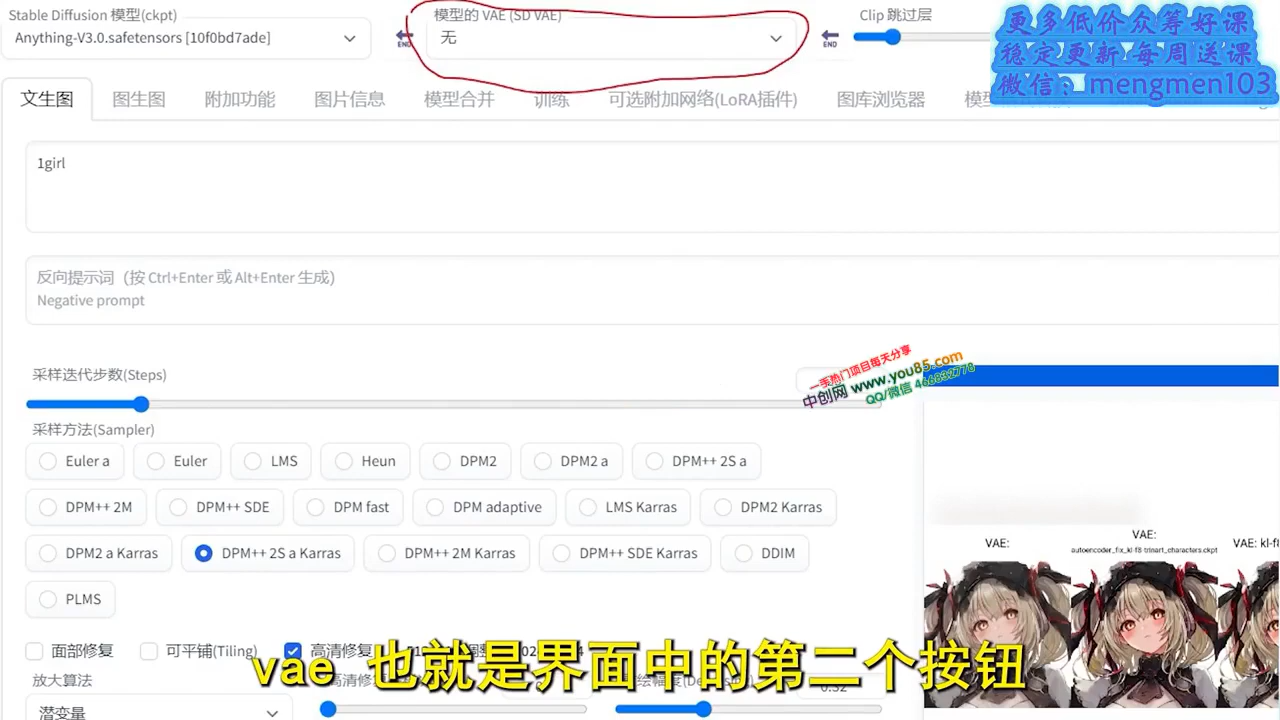 Stable Diffusion 模型(ckpt)
模型的 VAE (SD VAE)
Clip 跳过层
Anything-V3.0.safetensors [10f0bd7ade]
END
无
END
更多低价众筹好课
稳定更新 每周送课
微信：mengmen103
文生图 图生图 附加功能 图片信息 模型合并 训练 可选附加网络(LoRA插件) 图库浏览器
1girl
反向提示词（按 Ctrl+Enter 或 Alt+Enter 生成）
Negative prompt
采样迭代步数(Steps)
一手热门项目每天分享
中创网 www.you85.com
QQ/微信 466832778
采样方法(Sampler)
Euler a Euler LMS Heun DPM2 DPM2 a DPM++ 2S a
DPM++ 2M DPM++ SDE DPM fast DPM adaptive LMS Karras DPM2 Karras
DPM2 a Karras DPM++ 2S a Karras DPM++ 2M Karras DPM++ SDE Karras DDIM
PLMS
VAE:
VAE:
autoencoder_fix_kl-f8 trinart_characters.ckpt
VAE: kl-f8
面部修复 可平铺(Tiling) 高清修复
vae 也就是界面中的第二个按钮
放大算法
潜变量